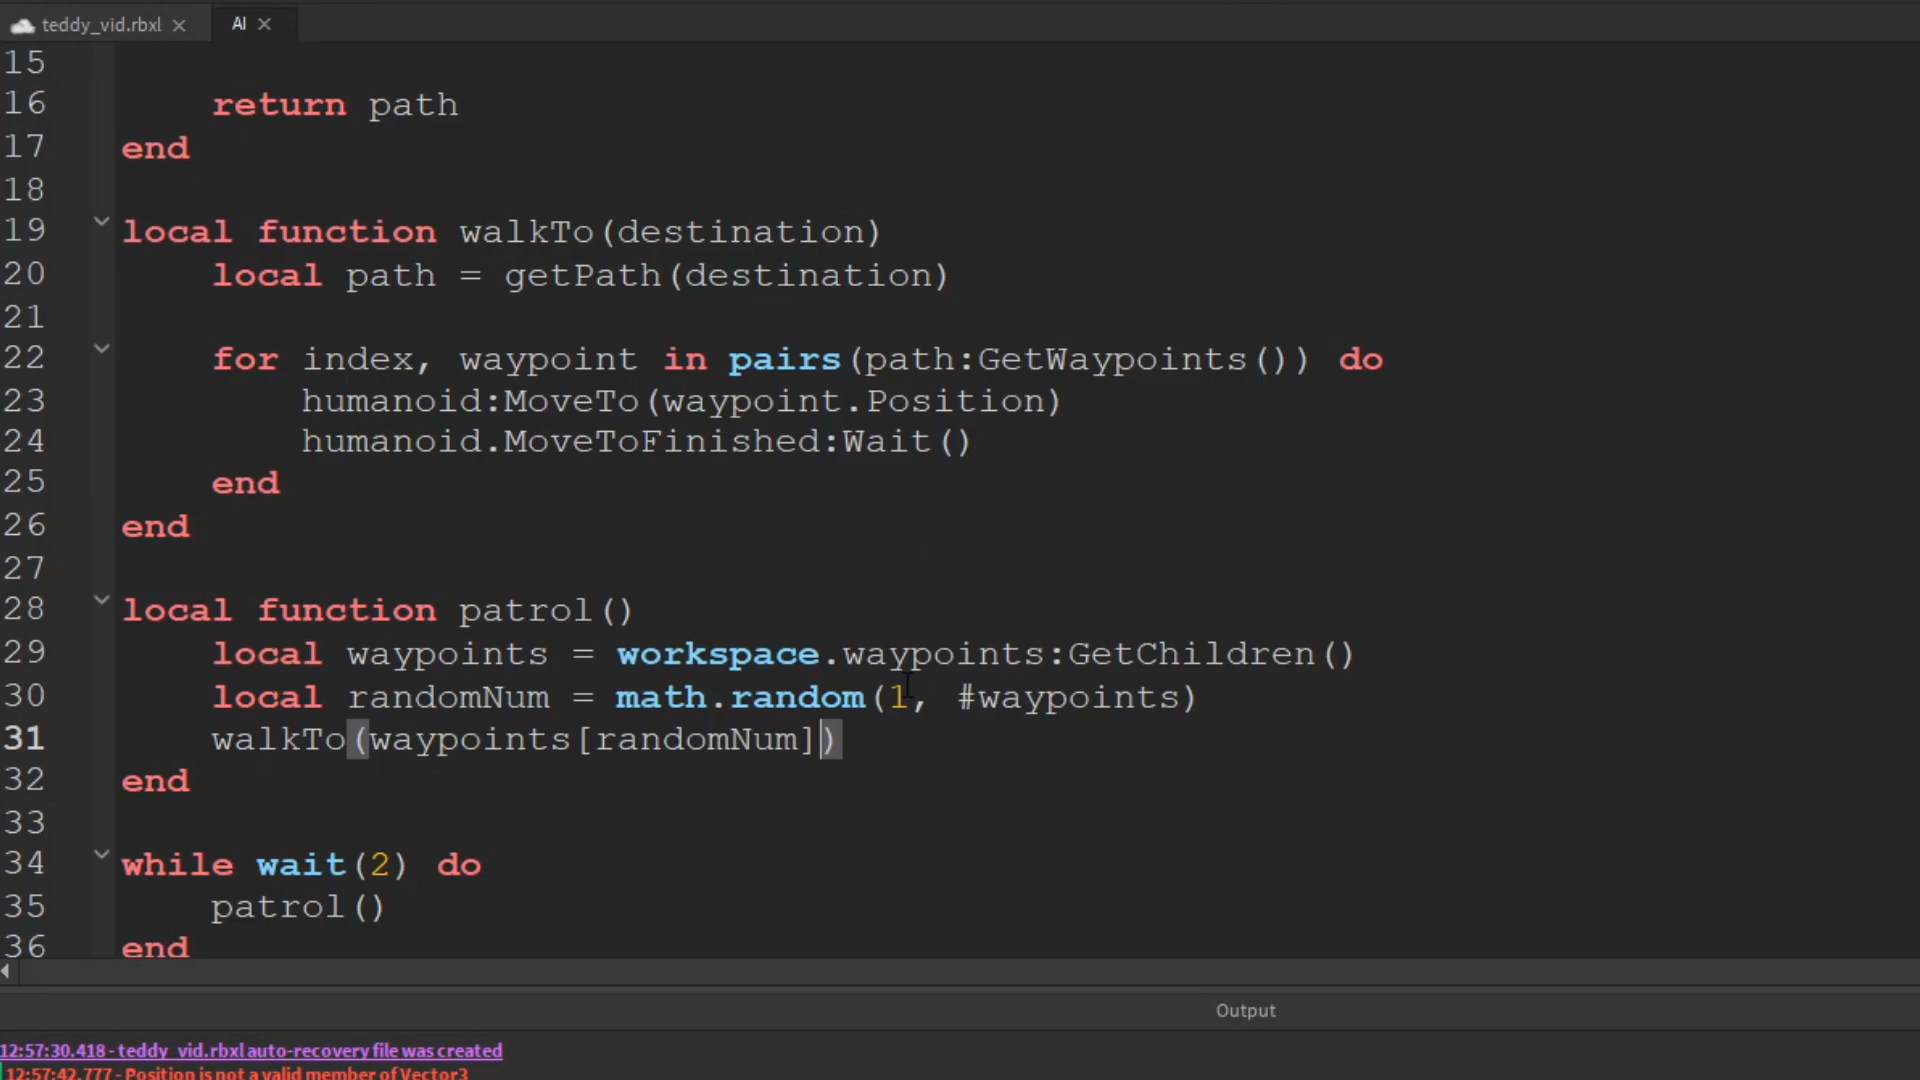 teddy_vid.rbxl × AI ×
15
16 return path
17 end
18
19 local function walkTo(destination)
20 local path = getPath(destination)
21
22 for index, waypoint in pairs(path:GetWaypoints()) do
23 humanoid:MoveTo(waypoint.Position)
24 humanoid.MoveToFinished:Wait()
25 end
26 end
27
28 local function patrol()
29 local waypoints = workspace.waypoints:GetChildren()
30 local randomNum = math.random(1, #waypoints)
31 walkTo(waypoints[randomNum])
32 end
33
34 while wait(2) do
35 patrol()
36 end
Output
12:57:30.418 - teddy_vid.rbxl auto-recovery file was created
12:57:42.777 - Position is not a valid member of Vector3